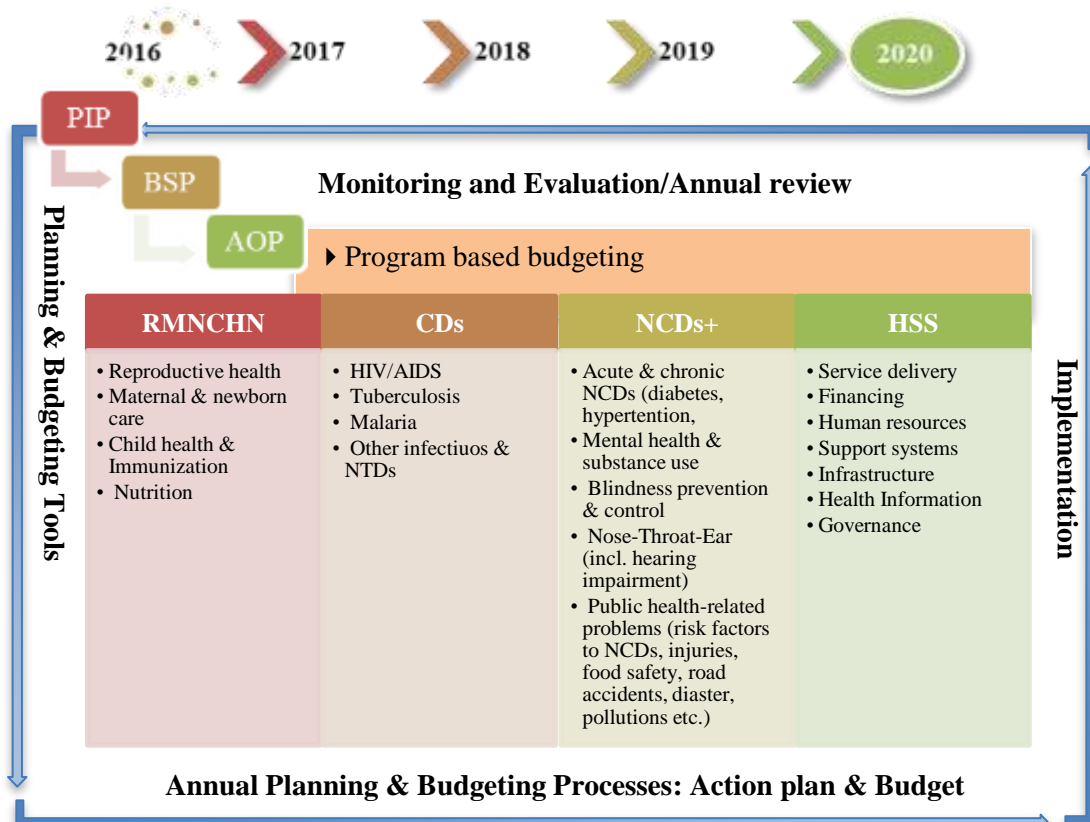 2016
2017
2018
2019
2020
PIP
BSP
AOP
Monitoring and Evaluation/Annual review
Program based budgeting
Planning & Budgeting Tools
RMNCHN
• Reproductive health
• Maternal & newborn
care
• Child health &
Immunization
• Nutrition
CDs
• HIV/AIDS
• Tuberculosis
• Malaria
• Other infectiuos &
NTDs
NCDs+
• Acute & chronic
NCDs (diabetes,
hypertention,
• Mental health &
substance use
• Blindness prevention
& control
• Nose-Throat-Ear
(incl. hearing
impairment)
• Public health-related
problems (risk factors
to NCDs, injuries,
food safety, road
accidents, diaster,
pollutions etc.)
HSS
• Service delivery
• Financing
• Human resources
• Support systems
• Infrastructure
• Health Information
• Governance
Implementation
Annual Planning & Budgeting Processes: Action plan & Budget